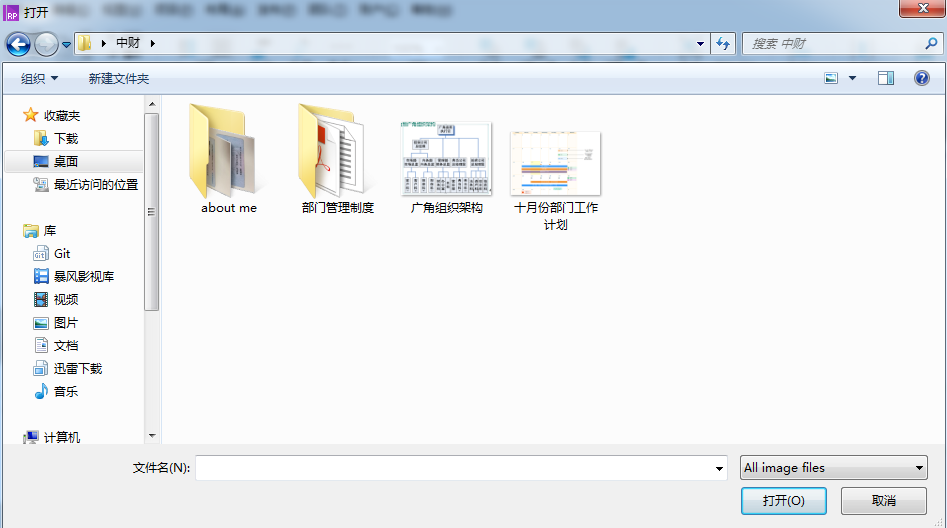 RP 打开
中财
搜索 中财
组织
新建文件夹
收藏夹
下载
桌面
最近访问的位置
库
Git
暴风影视库
视频
图片
文档
迅雷下载
音乐
计算机
about me
部门管理制度
广角组织架构
十月份部门工作
计划
文件名(N):
All image files
打开(O)
取消